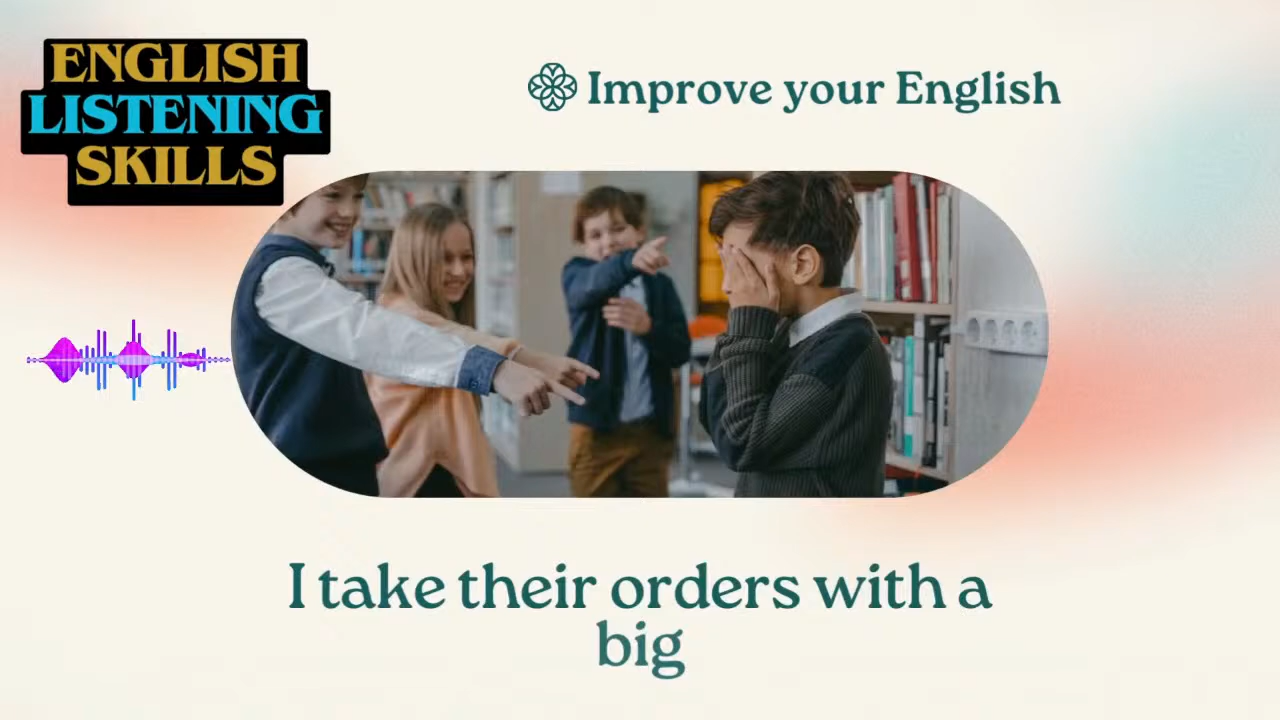 ENGLISH
LISTENING
SKILLS
Improve your English
I take their orders with a
big